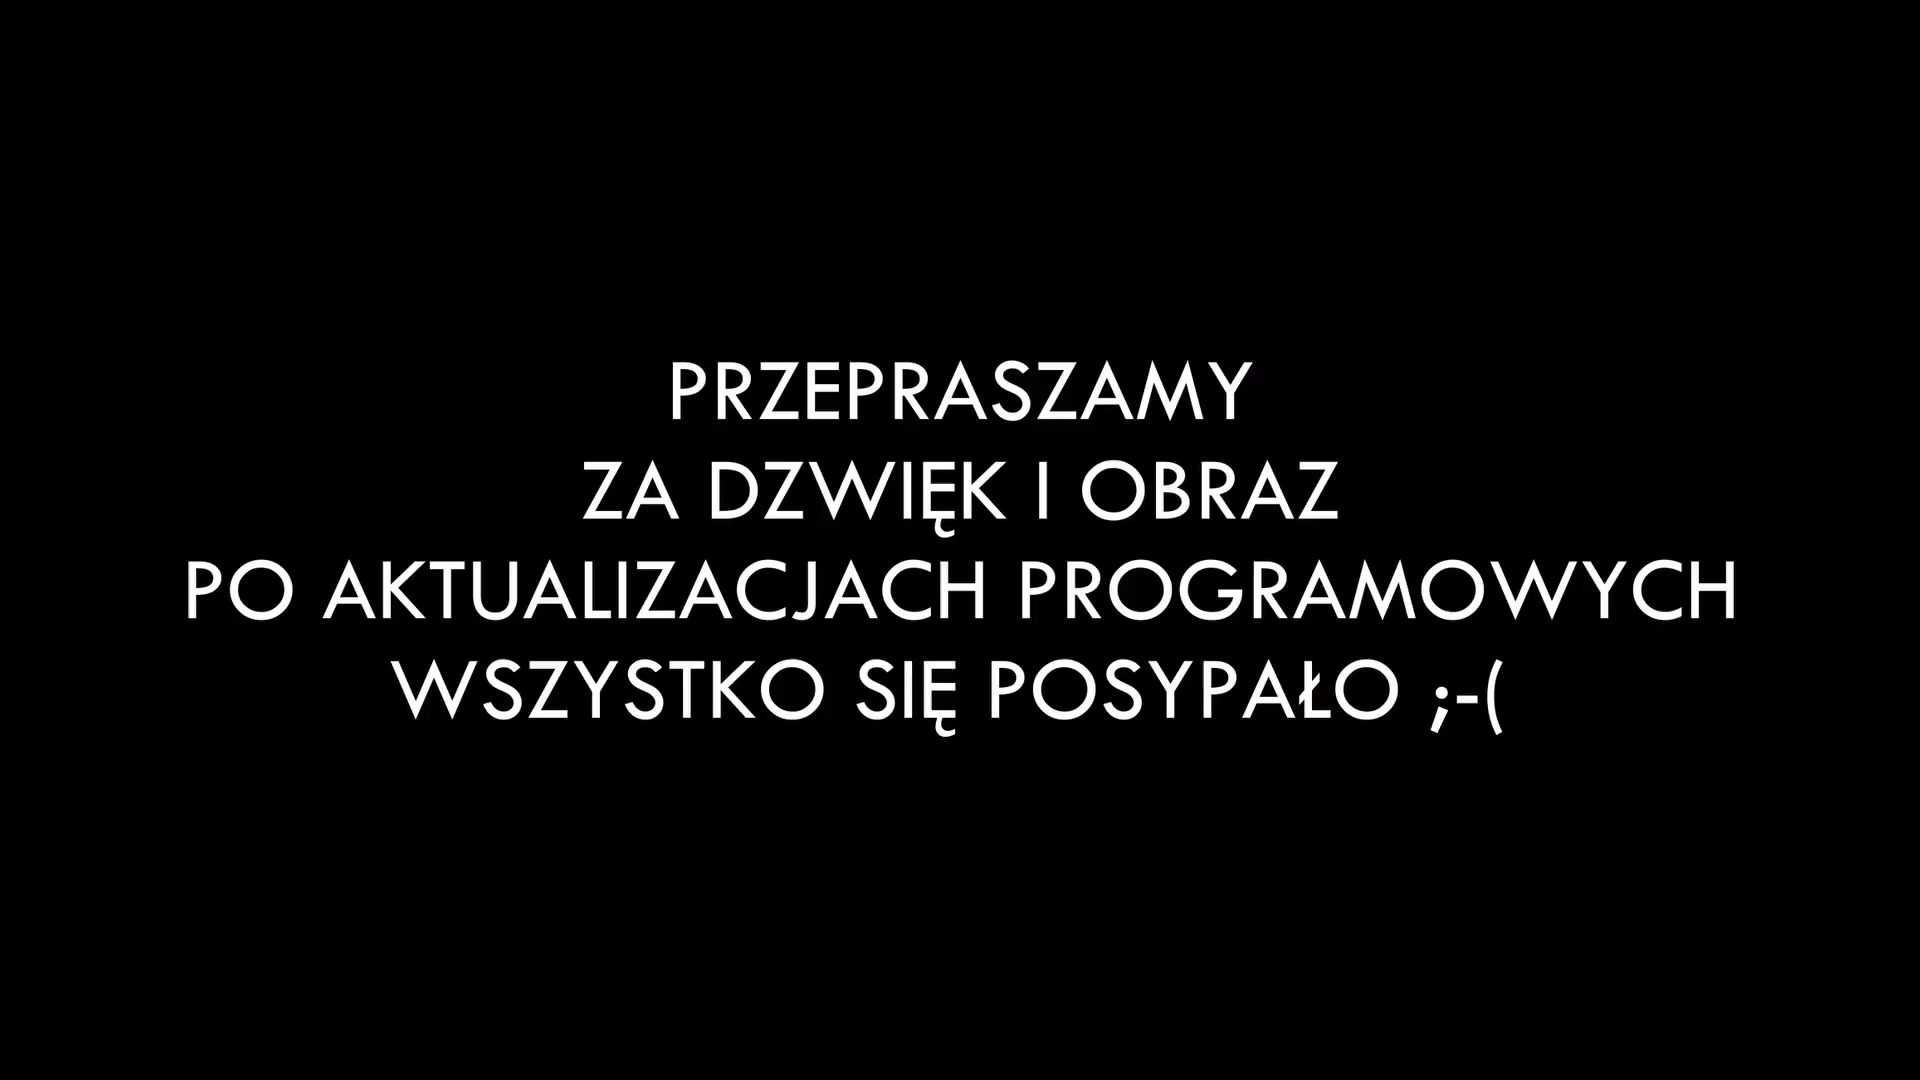 PRZEPRASZAMY
ZA DZWIĘK I OBRAZ
PO AKTUALIZACJACH PROGRAMOWYCH
WSZYSTKO SIĘ POSYPAŁO ;-(